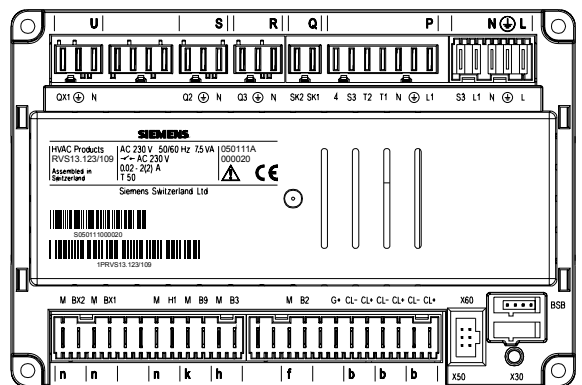 U S R Q P N L
QX1 N Q2 N Q3 N SK2 SK1 4 S3 T2 T1 N L1 S3 L1 N L
SIEMENS
HVAC Products
RVS13.123/109
Assembled in
Switzerland
AC 230 V 50/60 Hz 7,5 VA
AC 230 V
0.02 - 2(2) A
T 50
050111A
000020
CE
Siemens Switzerland Ltd
S050111000020
1PRVS13.123/109
M BX2 M BX1 M H1 M B9 M B3 M B2 G+ CL- CL+ CL- CL+ CL- CL+ X60
BSB
n n n k h f b b b X50 X30